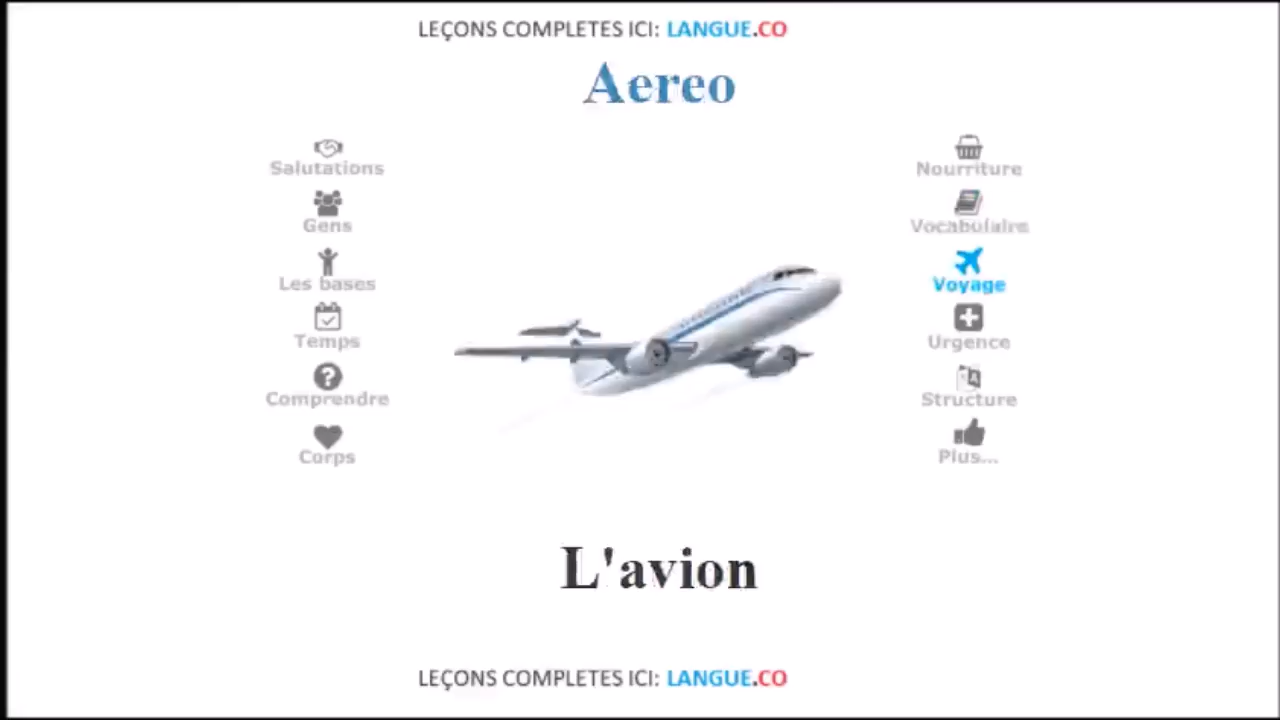 LEÇONS COMPLETES ICI: LANGUE.CO
Aereo
Salutations
Gens
Les bases
Temps
Comprendre
Corps
Nourriture
Vocabulaire
Voyage
Urgence
Structure
Plus...
L'avion
LEÇONS COMPLETES ICI: LANGUE.CO